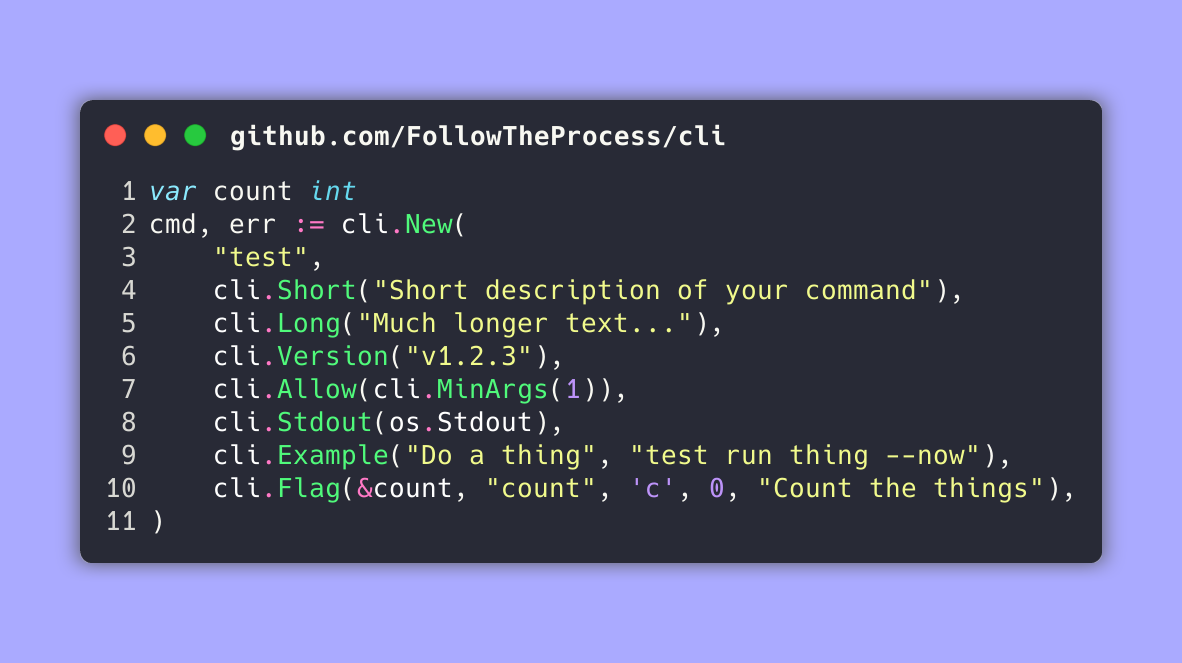 github.com/FollowTheProcess/cli
1 var count int
2 cmd, err := cli.New(
3     "test",
4     cli.Short("Short description of your command"),
5     cli.Long("Much longer text..."),
6     cli.Version("v1.2.3"),
7     cli.Allow(cli.MinArgs(1)),
8     cli.Stdout(os.Stdout),
9     cli.Example("Do a thing", "test run thing --now"),
10     cli.Flag(&count, "count", 'c', 0, "Count the things"),
11 )